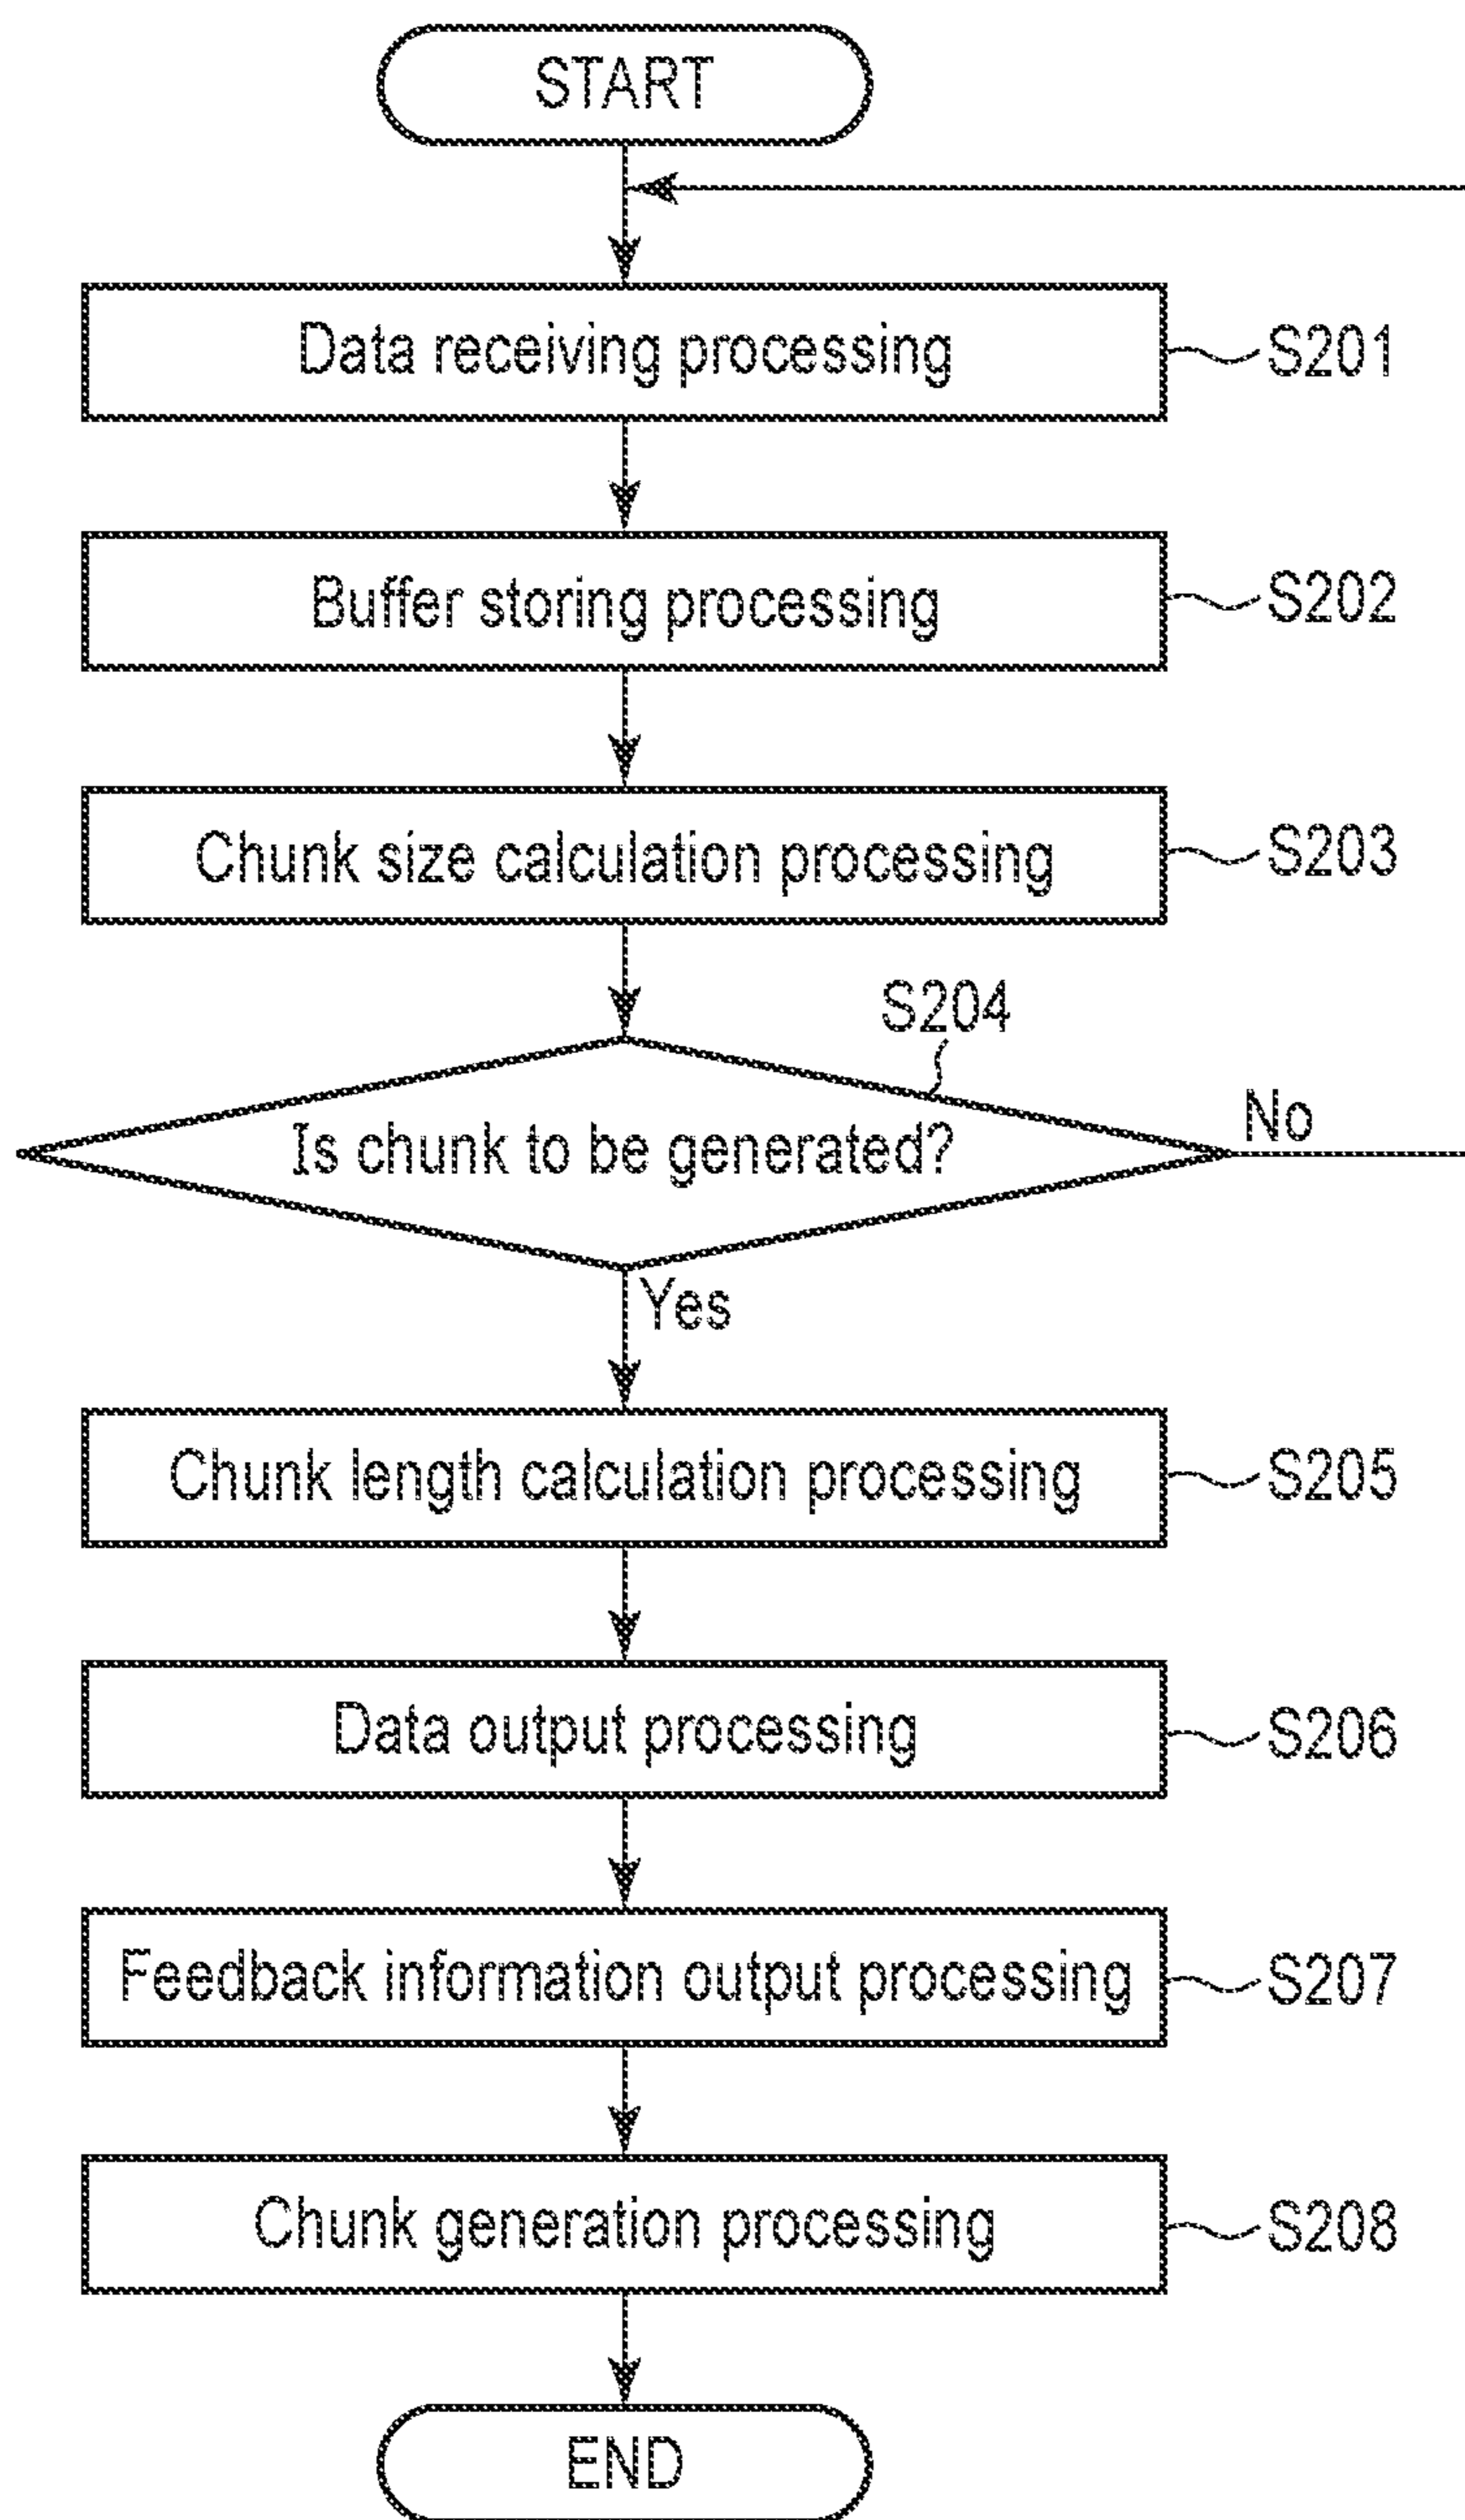 START
Data receiving processing S201
Buffer storing processing S202
Chunk size calculation processing S203
S204
Is chunk to be generated? No
Yes
Chunk length calculation processing S205
Data output processing S206
Feedback information output processing S207
Chunk generation processing S208
END